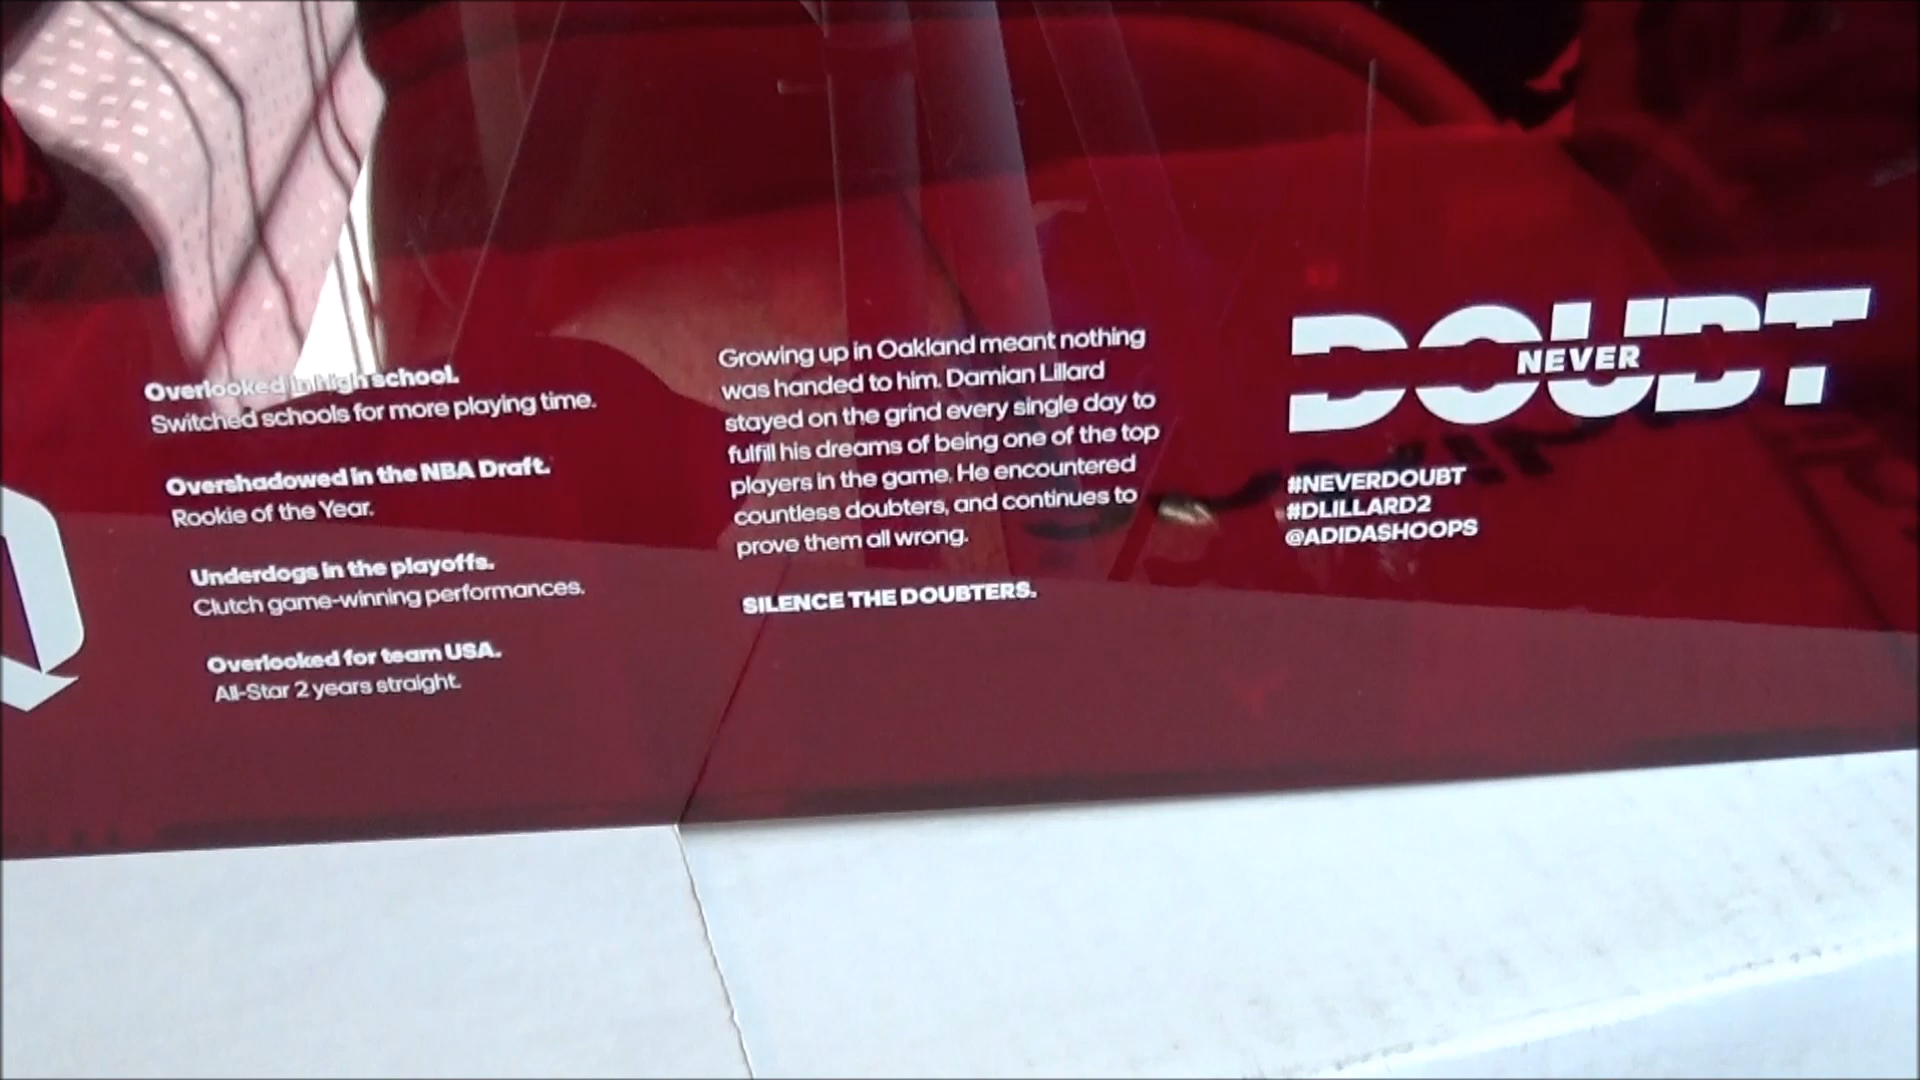 Overlooked in high school.
Switched schools for more playing time.
Overshadowed in the NBA Draft.
Rookie of the Year.
Underdogs in the playoffs.
Clutch game-winning performances.
Overlooked for team USA.
All-Star 2 years straight.
Growing up in Oakland meant nothing
was handed to him. Damian Lillard
stayed on the grind every single day to
fulfill his dreams of being one of the top
players in the game. He encountered
countless doubters, and continues to
prove them all wrong.
SILENCE THE DOUBTERS.
DOUBT
NEVER
#NEVERDOUBT
#DLILLARD2
@ADIDASHOOPS